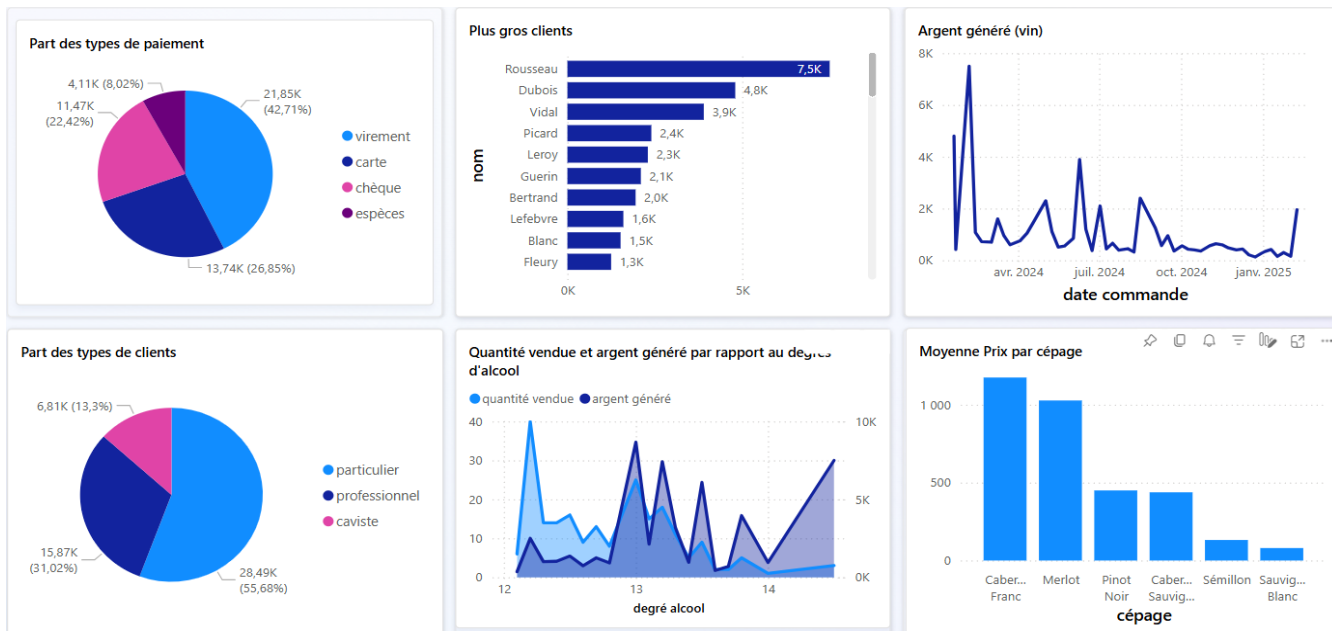 Part des types de paiement
4,11K (8,02%)
11,47K
(22,42%)
21,85K
(42,71%)
13,74K (26,85%)
virement
carte
chèque
espèces
Plus gros clients
nom
Rousseau 7,5K
Dubois 4,8K
Vidal 3,9K
Picard 2,4K
Leroy 2,3K
Guerin 2,1K
Bertrand 2,0K
Lefebvre 1,6K
Blanc 1,5K
Fleury 1,3K
0K 5K
Argent généré (vin)
8K
6K
4K
2K
0K
avr. 2024 juil. 2024 oct. 2024 janv. 2025
date commande
Part des types de clients
6,81K (13,3%)
15,87K
(31,02%)
28,49K
(55,68%)
particulier
professionnel
caviste
Quantité vendue et argent généré par rapport au degrés
d'alcool
quantité vendue argent généré
40 10K
30
20 5K
10
0 0K
12 13 14
degré alcool
Moyenne Prix par cépage
1 000
500
0
Caber... Merlot Pinot Caber... Sémillon Sauvig...
Franc Noir Sauvig... Blanc
cépage